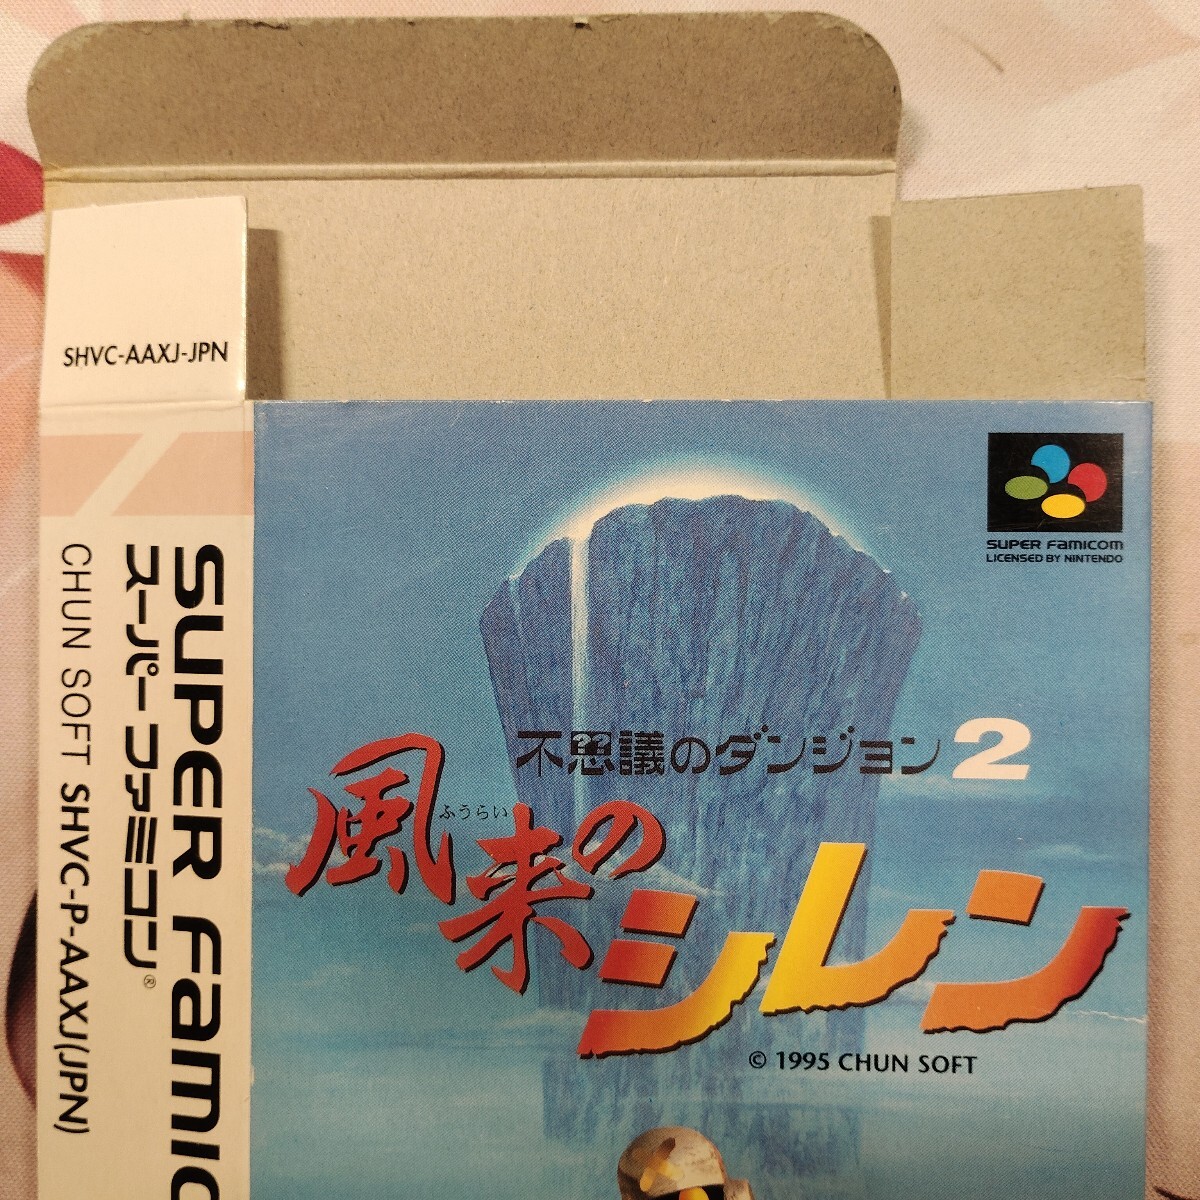 SHVC-AAXJ-JPN
SUPER FAMICOM
LICENSED BY NINTENDO
不思議のダンジョン2
風来のシレン
ふうらい
© 1995 CHUN SOFT
SUPER FAMIC
スーパーファミコン®
CHUN SOFT SHVC-P-AAXJ(JPN)